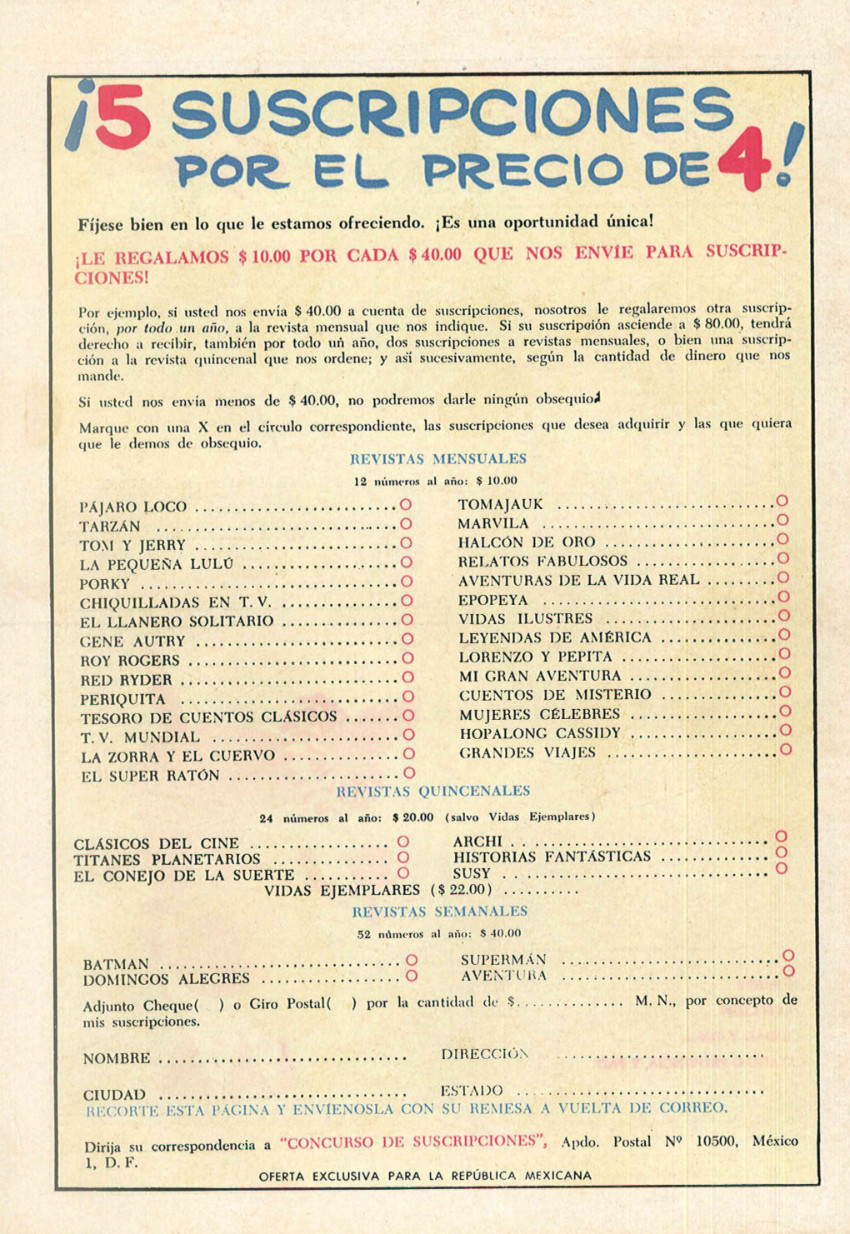 ¡5 SUSCRIPCIONES
POR EL PRECIO DE 4!
Fíjese bien en lo que le estamos ofreciendo. ¡Es una oportunidad única!
¡LE REGALAMOS $ 10.00 POR CADA $ 40.00 QUE NOS ENVÍE PARA SUSCRIP-
CIONES!
Por ejemplo, si usted nos envía $ 40.00 a cuenta de suscripciones, nosotros le regalaremos otra suscrip-
ción, por todo un año, a la revista mensual que nos indique. Si su suscripción asciende a $ 80.00, tendrá
derecho a recibir, también por todo un año, dos suscripciones a revistas mensuales, o bien una suscrip-
ción a la revista quincenal que nos ordene; y así sucesivamente, según la cantidad de dinero que nos
mande.
Si usted nos envía menos de $ 40.00, no podremos darle ningún obsequio.
Marque con una X en el círculo correspondiente, las suscripciones que desea adquirir y las que quiera
que le demos de obsequio.
REVISTAS MENSUALES
12 números al año: $ 10.00
PÁJARO LOCO ..........................O
TARZÁN ..........................O
TOM Y JERRY ..........................O
LA PEQUEÑA LULÚ ....................O
PORKY ..........................O
CHIQUILLADAS EN T. V. ...............O
EL LLANERO SOLITARIO ...............O
GENE AUTRY ..........................O
ROY ROGERS ..........................O
RED RYDER ..........................O
PERIQUITA ..........................O
TESORO DE CUENTOS CLÁSICOS .......O
T. V. MUNDIAL ........................O
LA ZORRA Y EL CUERVO ...............O
EL SUPER RATÓN ......................O
TOMAJAUK ..........................O
MARVILA ..........................O
HALCÓN DE ORO .......................O
RELATOS FABULOSOS ..................O
AVENTURAS DE LA VIDA REAL .........O
EPOPEYA ..........................O
VIDAS ILUSTRES ......................O
LEYENDAS DE AMÉRICA ...............O
LORENZO Y PEPITA ....................O
MI GRAN AVENTURA ...................O
CUENTOS DE MISTERIO ...............O
MUJERES CÉLEBRES ...................O
HOPALONG CASSIDY ...................O
GRANDES VIAJES .......................O
REVISTAS QUINCENALES
24 números al año: $ 20.00 (salvo Vidas Ejemplares)
CLÁSICOS DEL CINE .................. O
TITANES PLANETARIOS ............... O
EL CONEJO DE LA SUERTE ........... O
ARCHI .......................... O
HISTORIAS FANTÁSTICAS .............. O
SUSY .......................... O
VIDAS EJEMPLARES ($ 22.00) ..........
REVISTAS SEMANALES
52 números al año: $ 40.00
BATMAN ..........................O
DOMINGOS ALEGRES ...................O
SUPERMÁN ..........................O
AVENTURA ..........................O
Adjunto Cheque( ) o Giro Postal( ) por la cantidad de $.............. M. N., por concepto de
mis suscripciones.
NOMBRE ................................ DIRECCIÓN ..........................
CIUDAD ................................ ESTADO ................................
RECORTE ESTA PÁGINA Y ENVÍENOSLA CON SU REMESA A VUELTA DE CORREO.
Dirija su correspondencia a "CONCURSO DE SUSCRIPCIONES", Apdo. Postal Nº 10500, México
1, D. F.
OFERTA EXCLUSIVA PARA LA REPÚBLICA MEXICANA